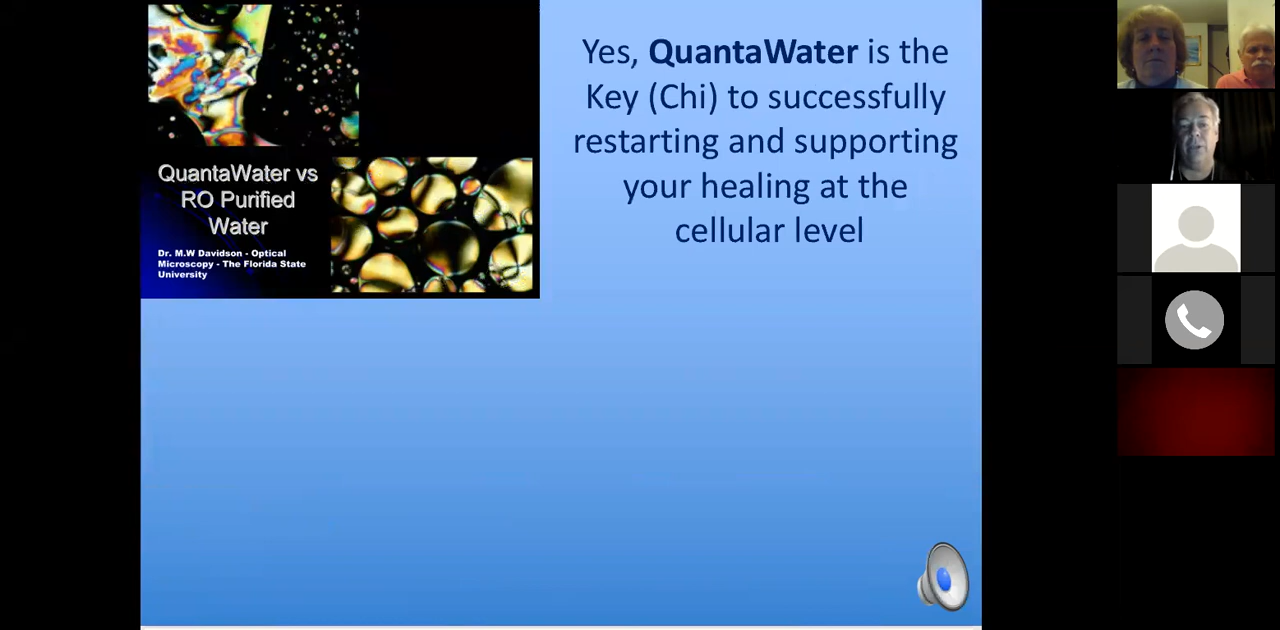 QuantaWater vs
RO Purified
Water
Dr. M.W Davidson - Optical
Microscopy - The Florida State
University
Yes, QuantaWater is the
Key (Chi) to successfully
restarting and supporting
your healing at the
cellular level